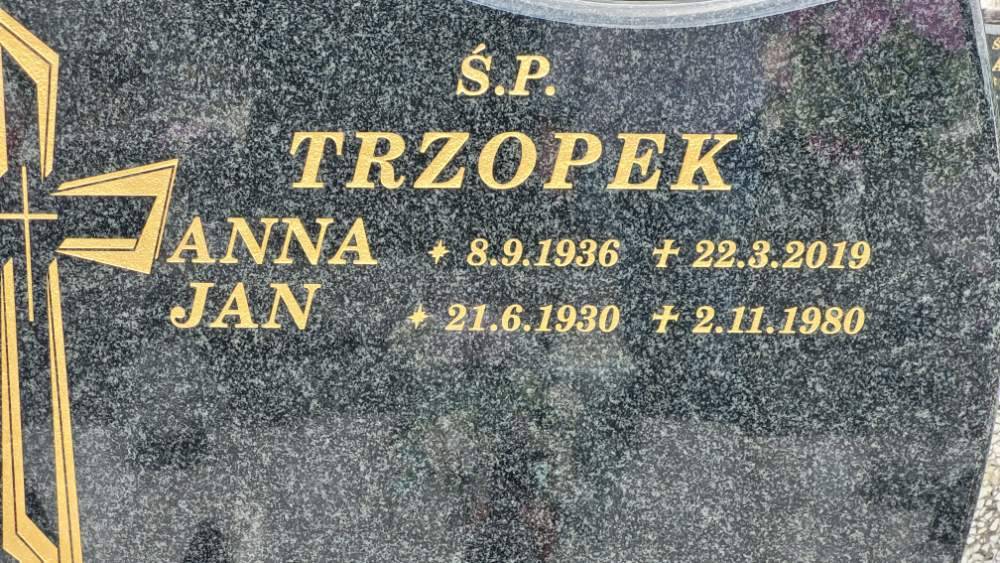 Ś.P.
TRZOPEK
ANNA * 8.9.1936 ✝ 22.3.2019
JAN * 21.6.1930 ✝ 2.11.1980